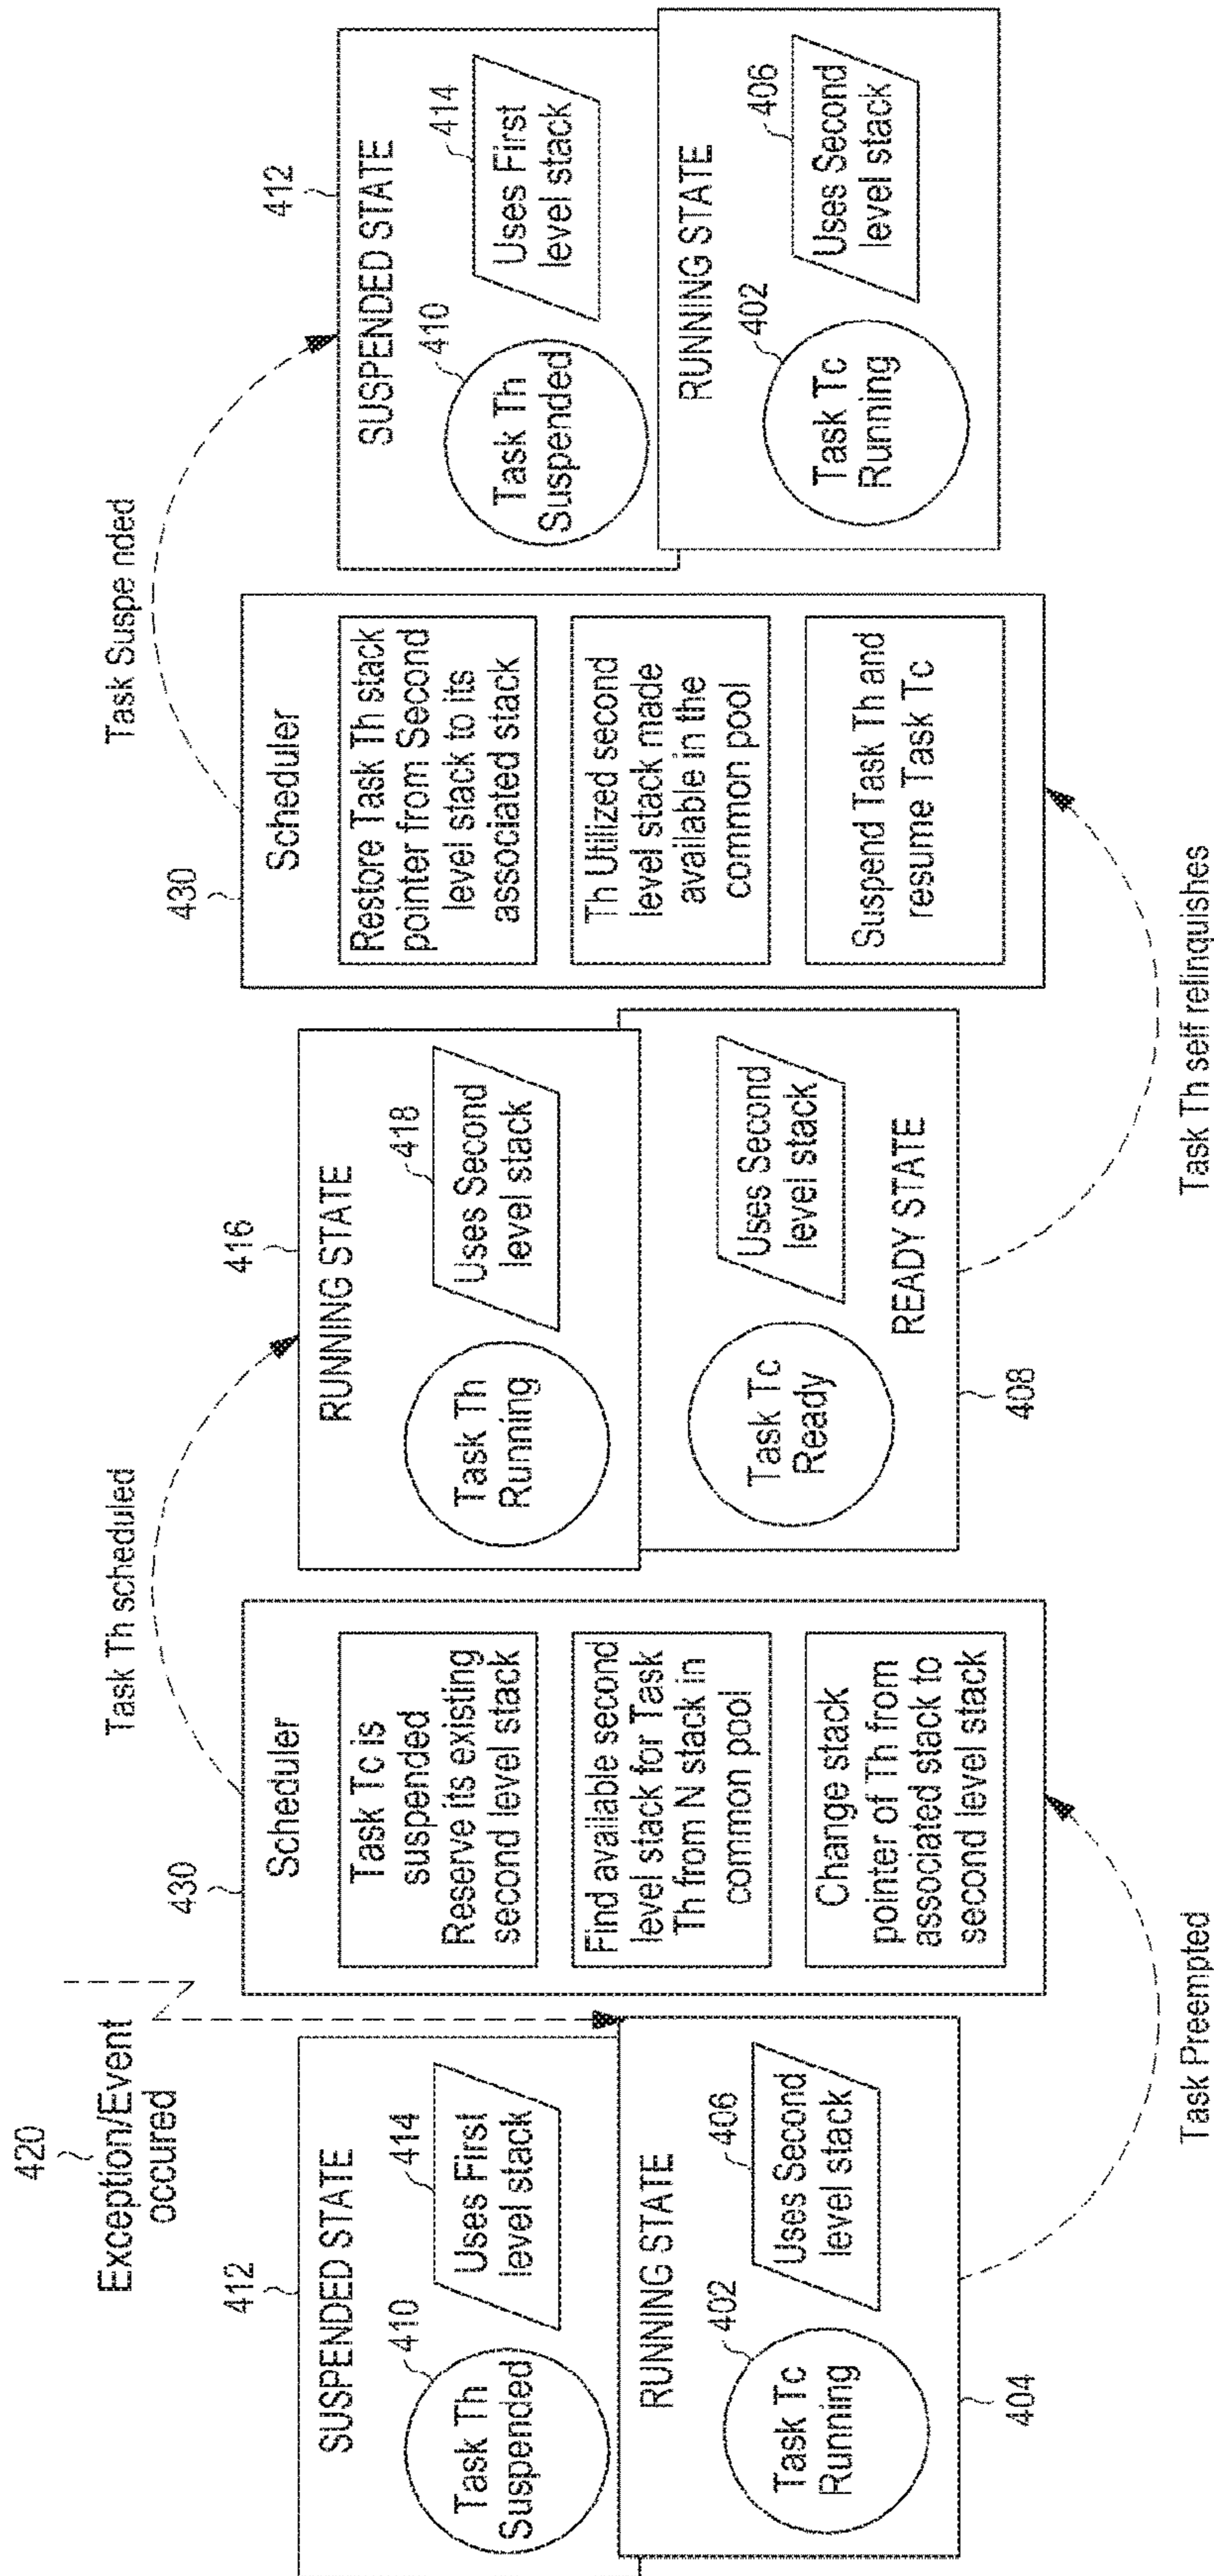 420
Exception/Event
occured
412
SUSPENDED STATE
410
Task Th
Suspended
414
Uses First
level stack
RUNNING STATE
402
Task Tc
Running
406
Uses Second
level stack
404
Task Preempted
430
Scheduler
Task Tc is
suspended
Reserve its existing
second level stack
Find available second
level stack for Task
Th from N stack in
common pool
Change stack
pointer of Th from
associated stack to
second level stack
Task Th scheduled
416
RUNNING STATE
Task Th
Running
418
Uses Second
level stack
Task Tc
Ready
Uses Second
level stack
READY STATE
408
Task Th self relinquishes
430
Scheduler
Restore Task Th stack
pointer from Second
level stack to its
associated stack
Th Utilized second
level stack made
available in the
common pool
Suspend Task Th and
resume Task Tc
Task Suspe nded
412
SUSPENDED STATE
410
Task Th
Suspended
414
Uses First
level stack
RUNNING STATE
402
Task Tc
Running
406
Uses Second
level stack